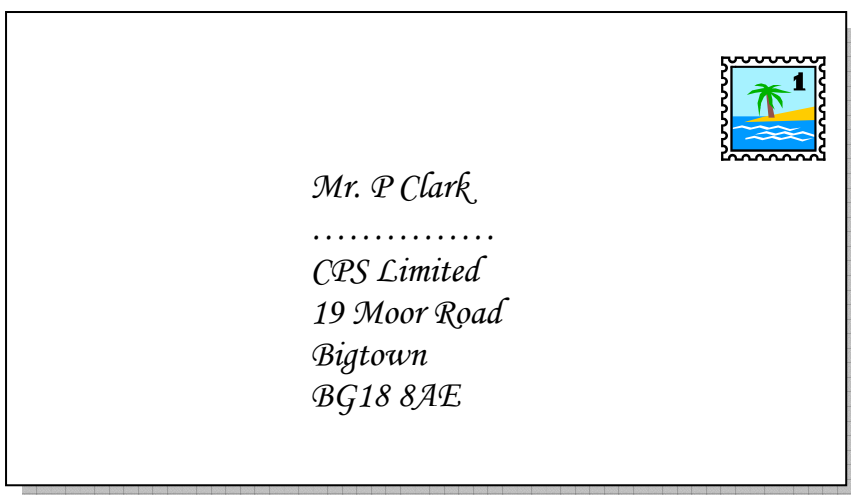 1
Mr. P Clark
……………
CPS Limited
19 Moor Road
Bigtown
BG18 8AE